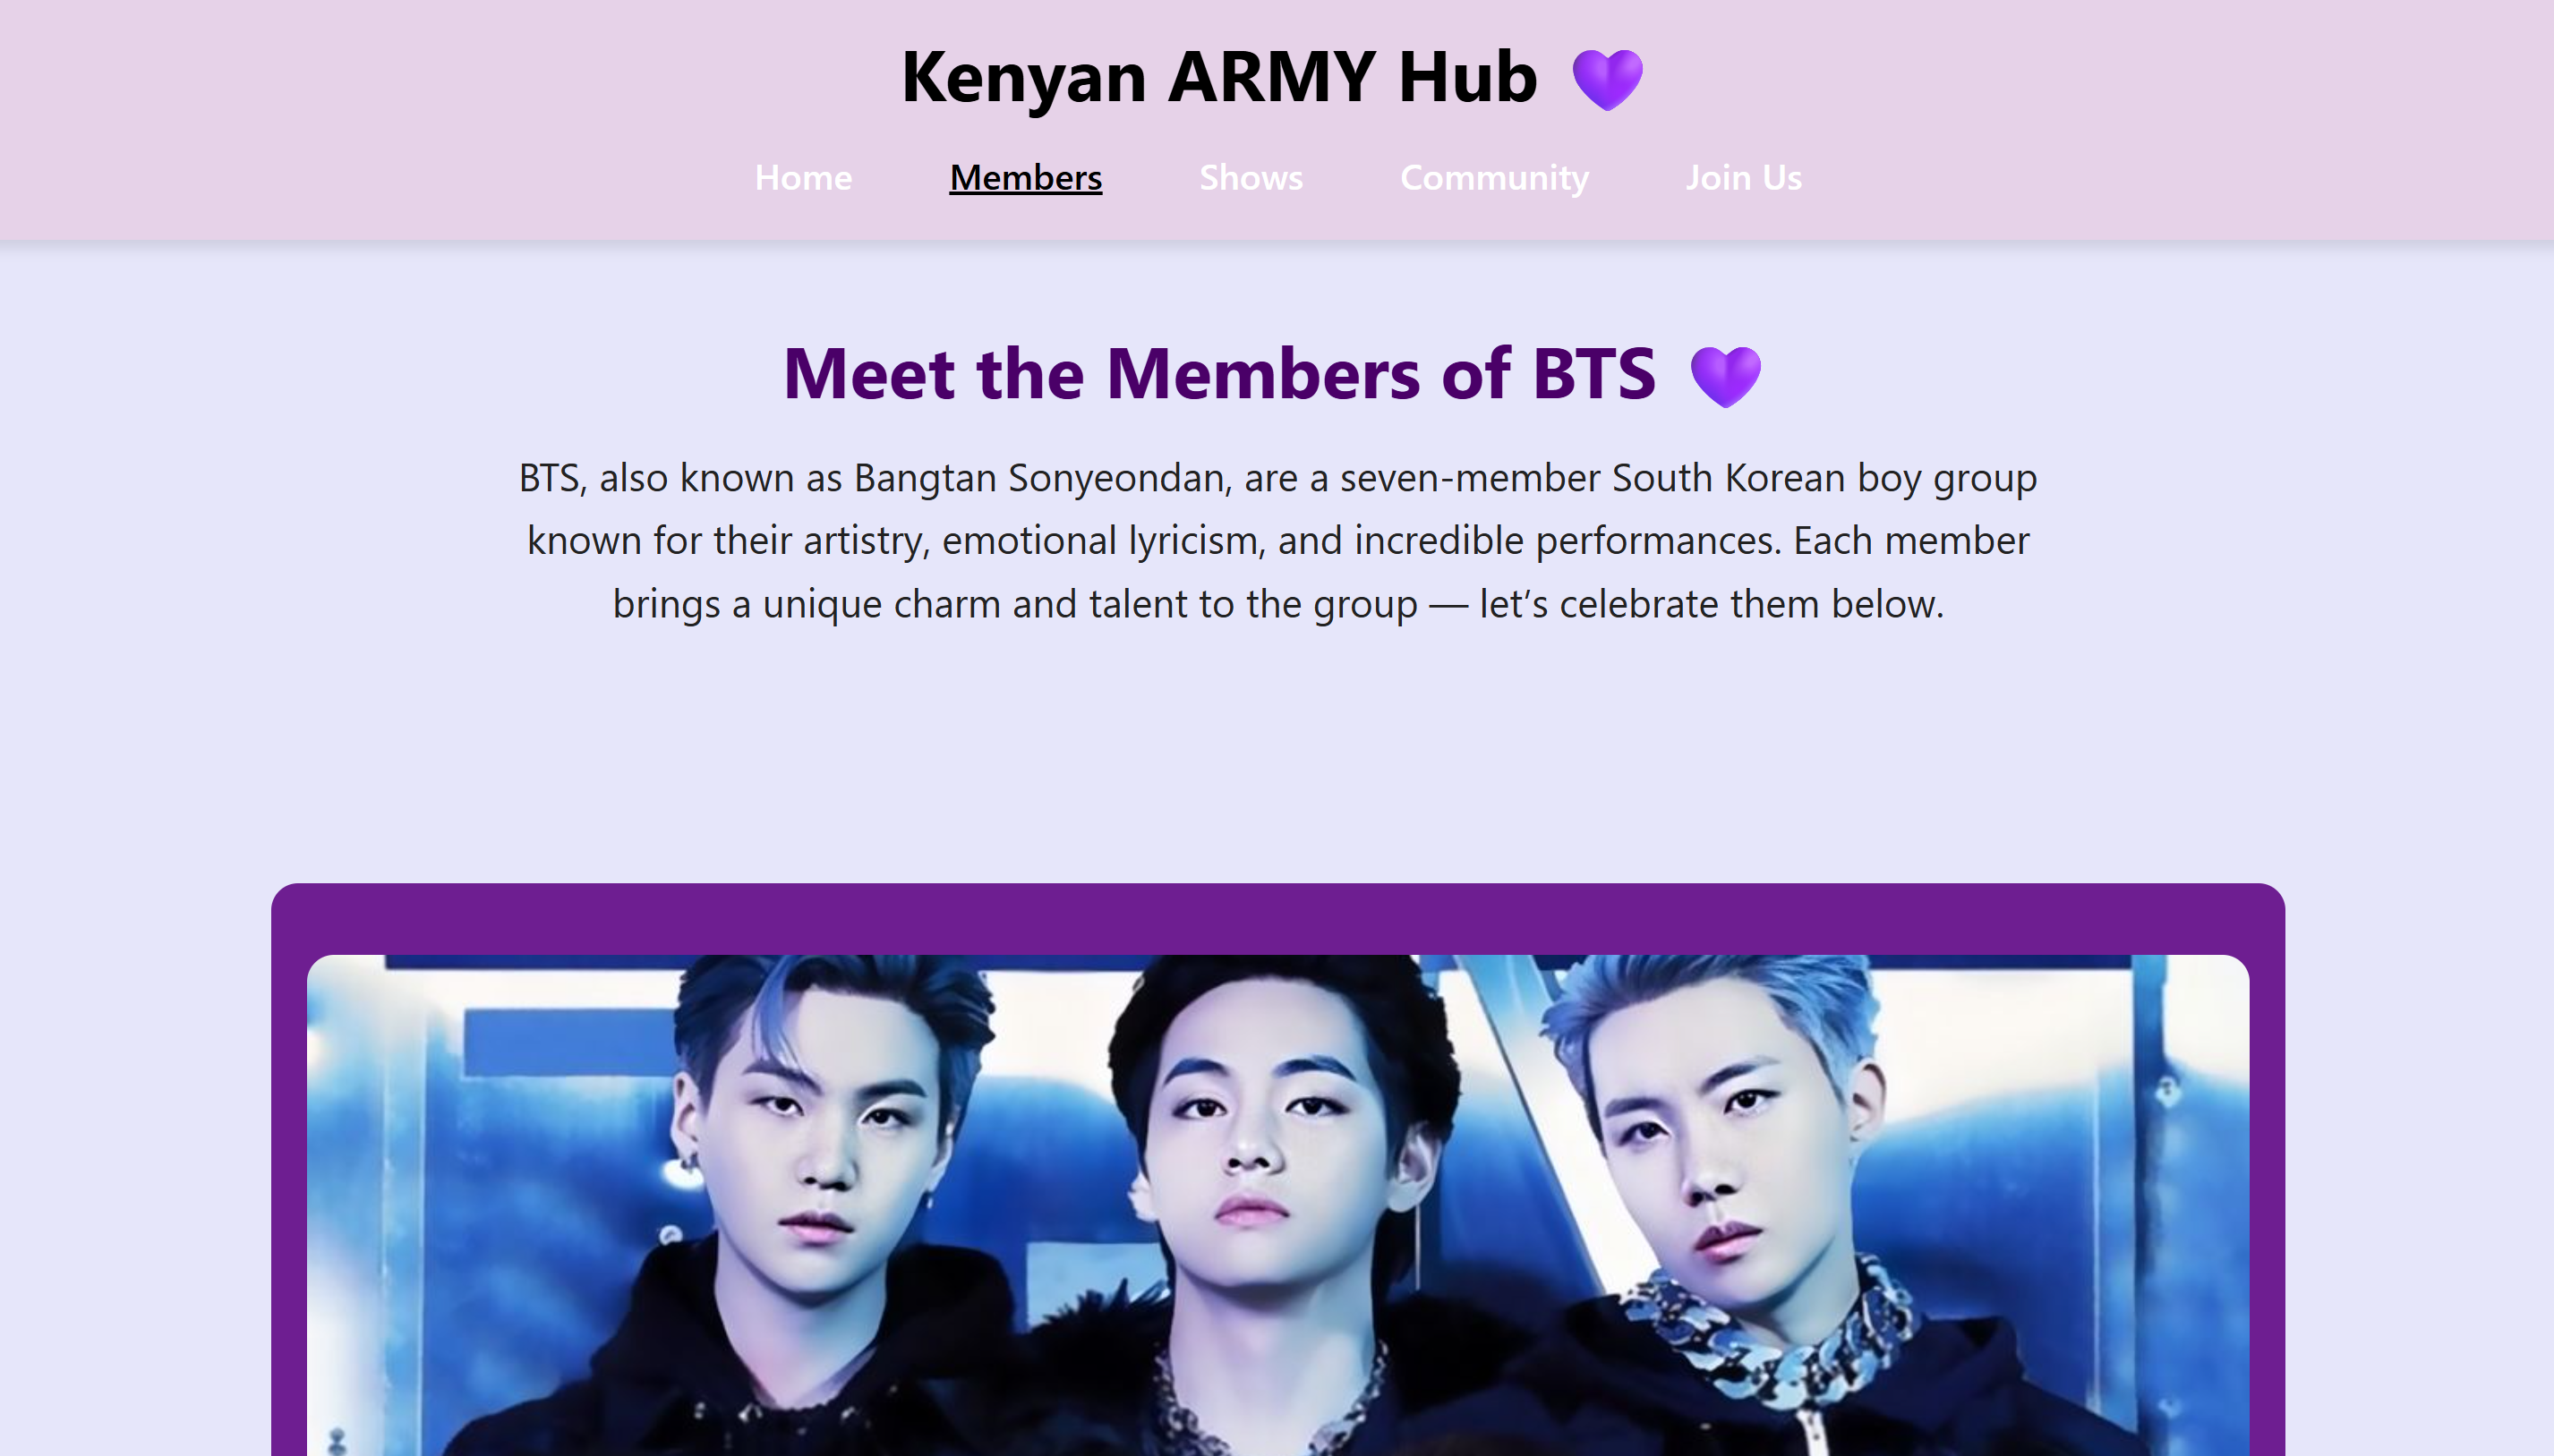 Kenyan ARMY Hub 💜
Home Members Shows Community Join Us
Meet the Members of BTS 💜
BTS, also known as Bangtan Sonyeondan, are a seven-member South Korean boy group
known for their artistry, emotional lyricism, and incredible performances. Each member
brings a unique charm and talent to the group — let’s celebrate them below.